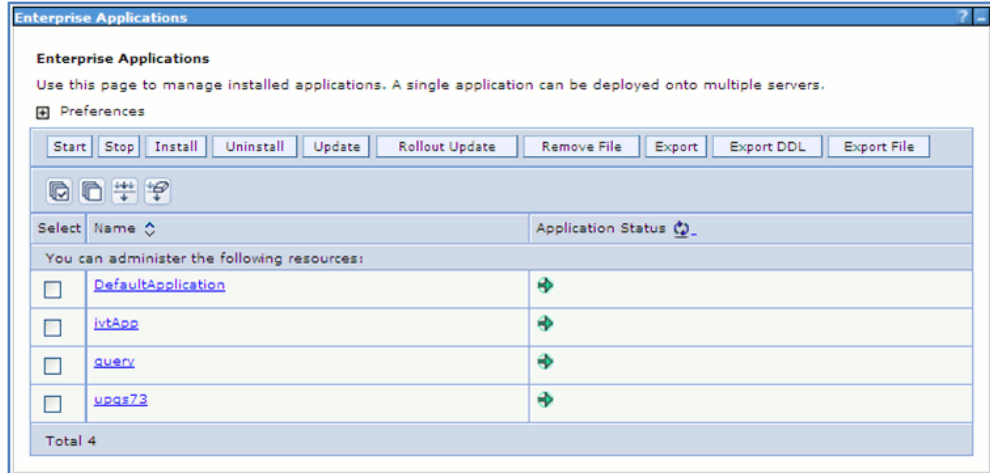 Enterprise Applications ? -
Enterprise Applications
Use this page to manage installed applications. A single application can be deployed onto multiple servers.
+ Preferences
Start Stop Install Uninstall Update Rollout Update Remove File Export Export DDL Export File
Select Name Application Status
You can administer the following resources:
DefaultApplication
ivtApp
query
upqs73
Total 4